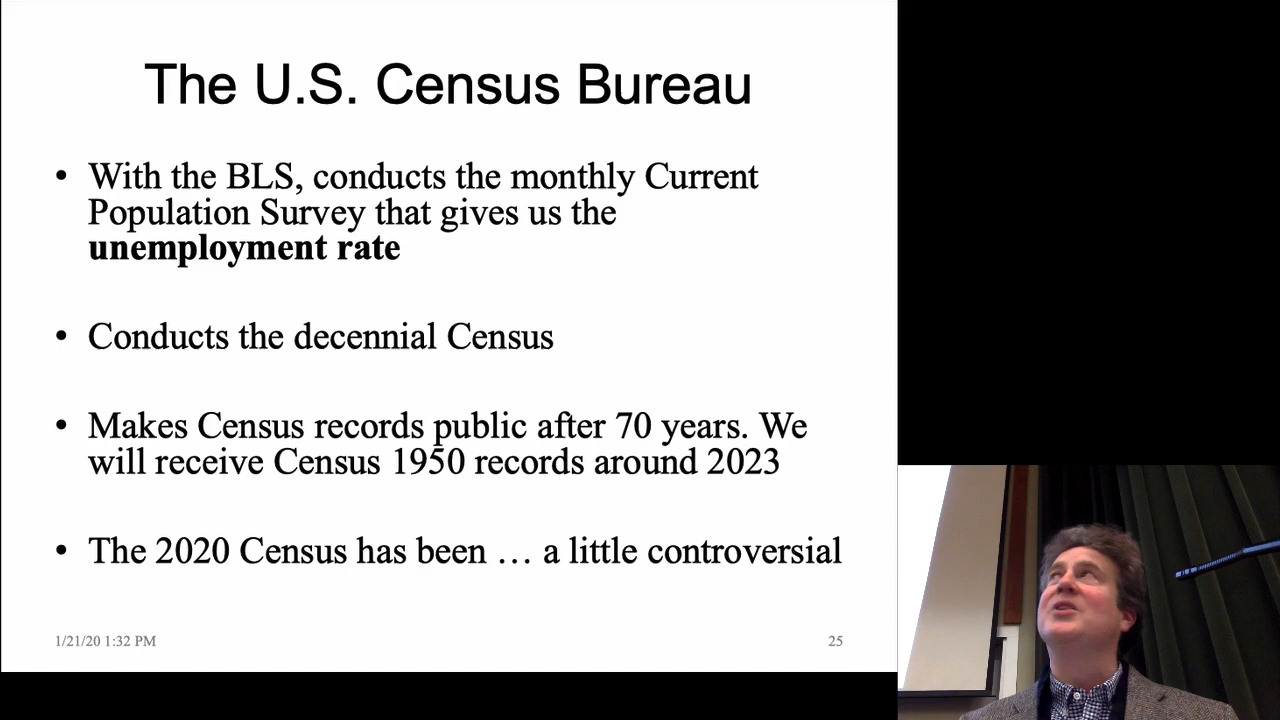 The U.S. Census Bureau
• With the BLS, conducts the monthly Current
Population Survey that gives us the
unemployment rate
• Conducts the decennial Census
• Makes Census records public after 70 years. We
will receive Census 1950 records around 2023
• The 2020 Census has been … a little controversial
1/21/20 1:32 PM
25